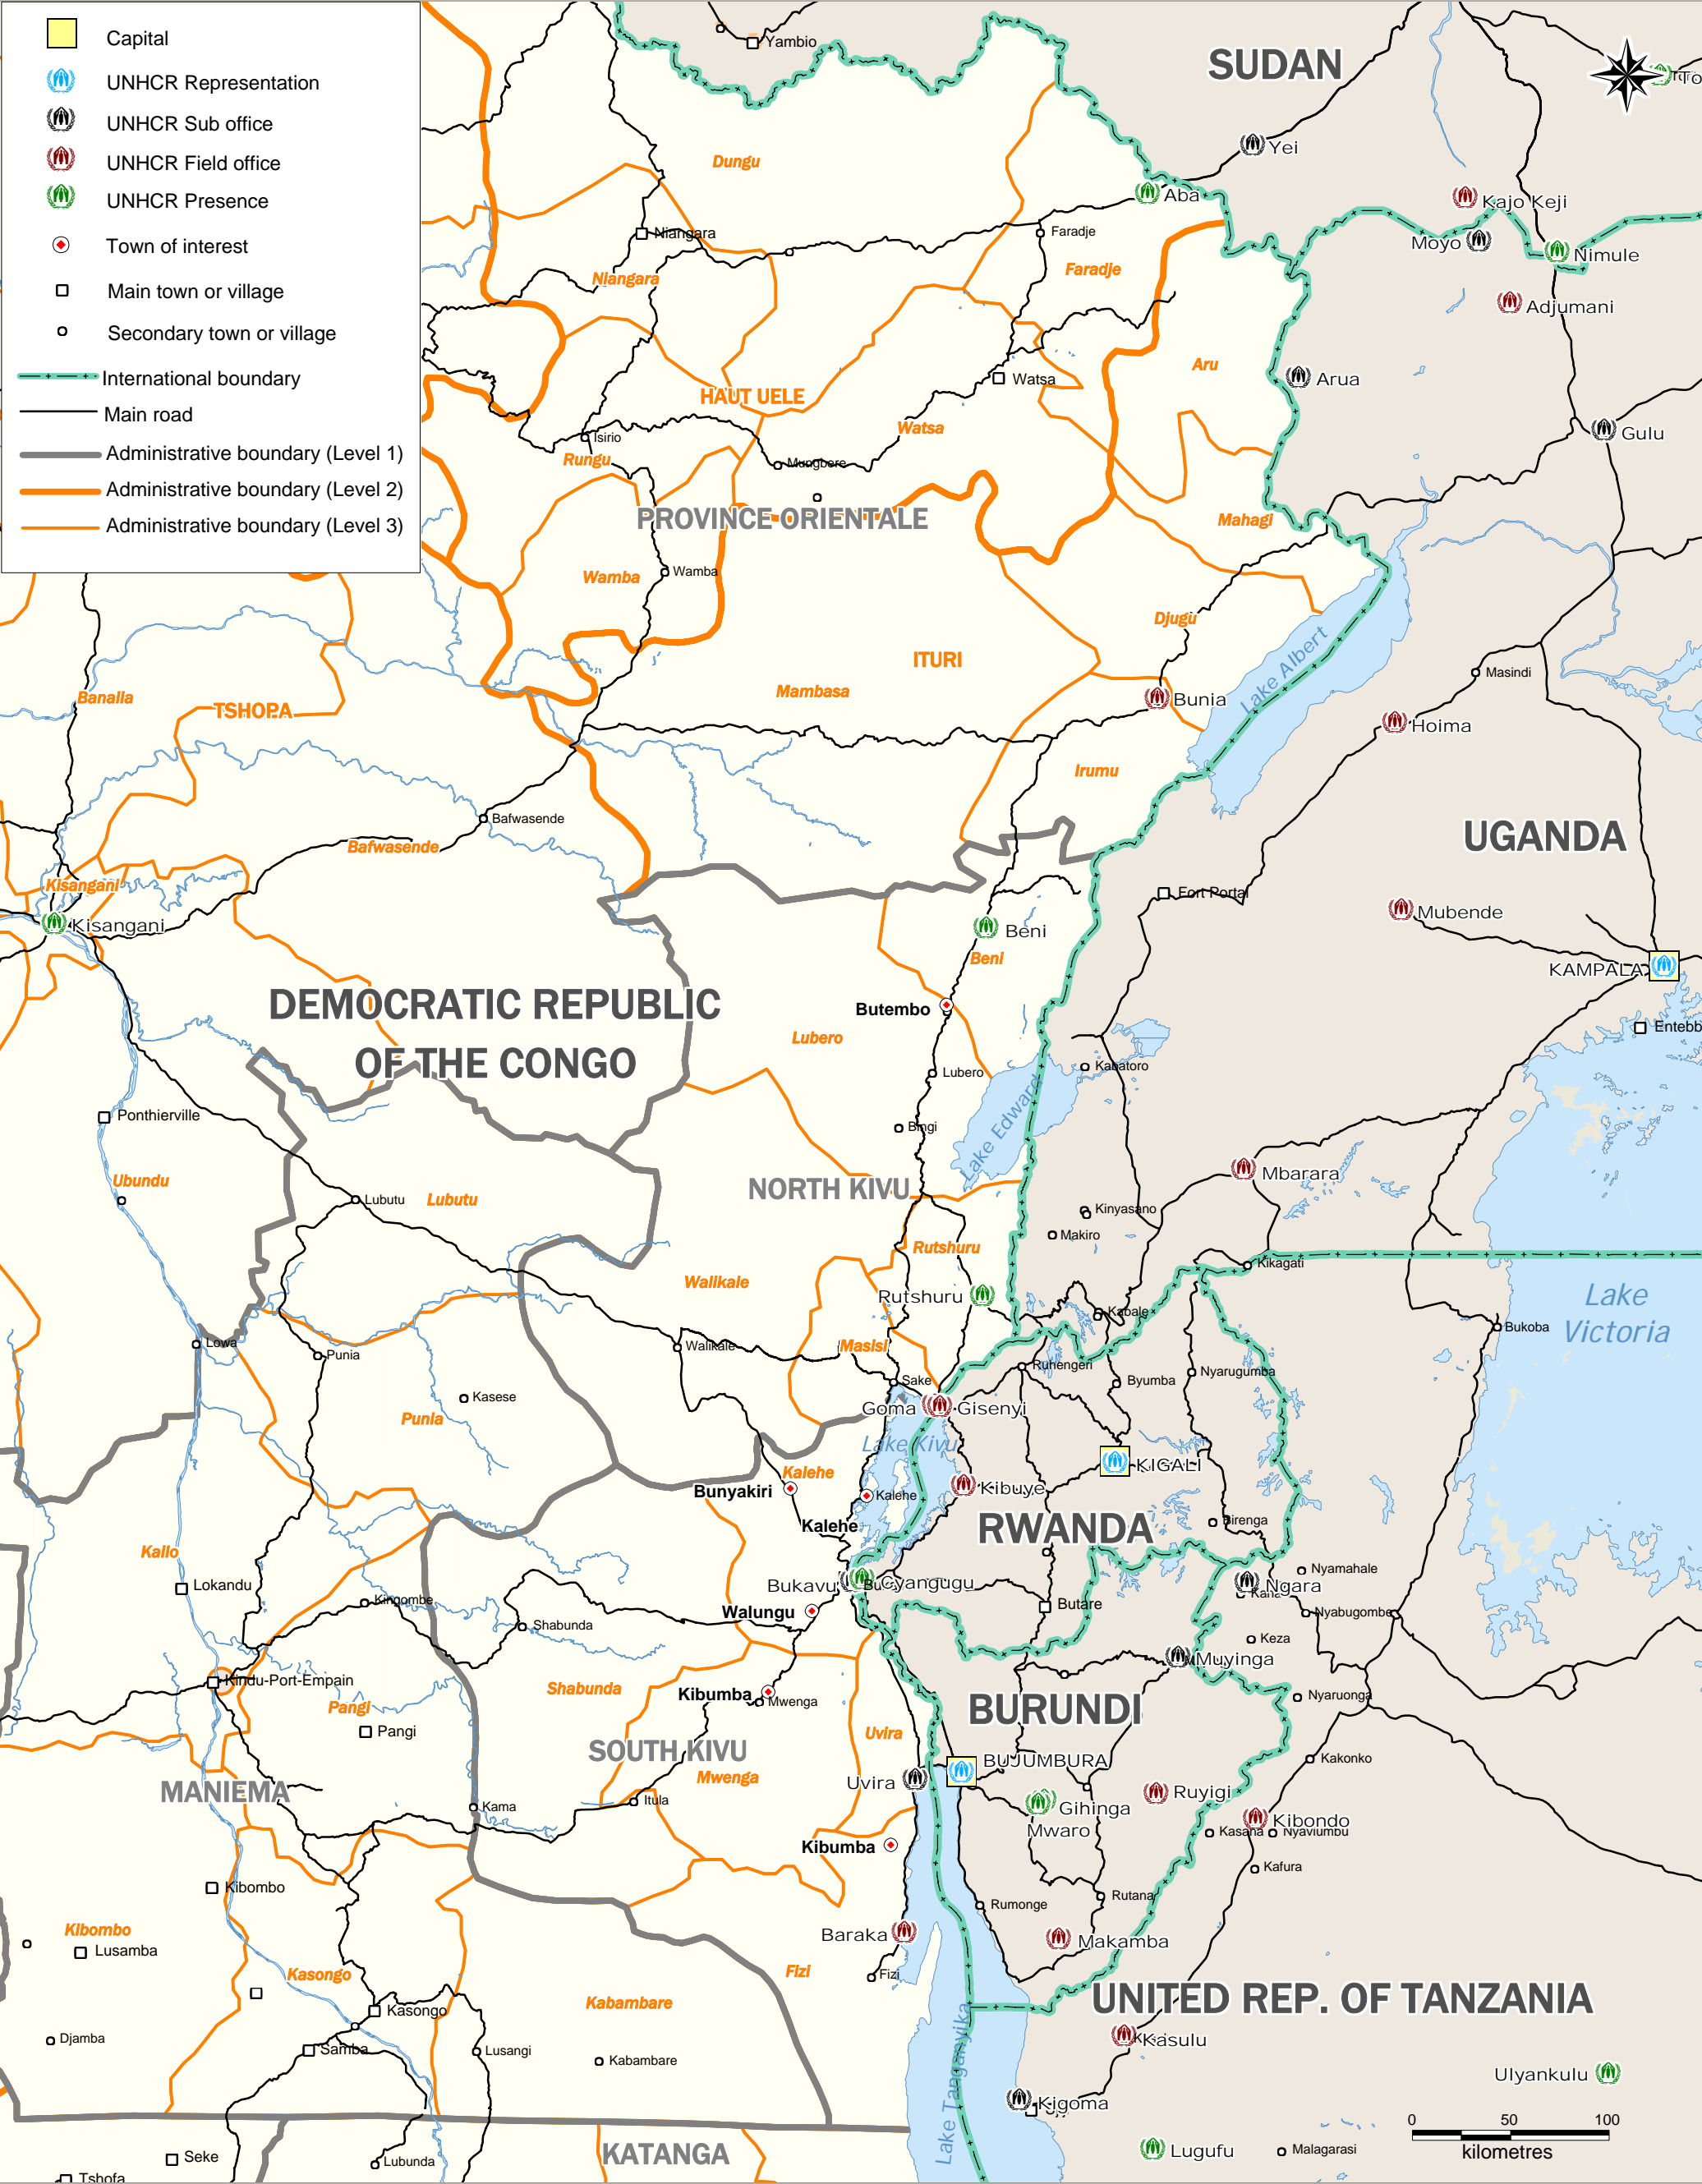 Capital
UNHCR Representation
UNHCR Sub office
UNHCR Field office
UNHCR Presence
Town of interest
Main town or village
Secondary town or village
International boundary
Main road
Administrative boundary (Level 1)
Administrative boundary (Level 2)
Administrative boundary (Level 3)
Yambio
SUDAN
To
Yei
Dungu
Aba
Kajo Keji
Moyo
Nimule
Niangara
Faradje
Niangara
Faradje
Adjumani
Aru
Arua
Watsa
HAUT UELE
Watsa
Gulu
Isirio
Rungu
Mungbere
PROVINCE ORIENTALE
Mahagi
Wamba
Wamba
Djugu
ITURI
Lake Albert
Masindi
Banalia
TSHOPA
Mambasa
Bunia
Hoima
Irumu
Bafwasende
Bafwasende
UGANDA
Kisangani
Kisangani
Fort Portal
Mubende
Beni
Beni
KAMPALA
DEMOCRATIC REPUBLIC
OF THE CONGO
Butembo
Entebb
Lubero
Lubero
Kabatoro
Lake Edward
Ponthierville
Bingi
Ubundu
Lubutu
Lubutu
NORTH KIVU
Mbarara
Kinyasano
Makiro
Rutshuru
Kikagati
Walikale
Rutshuru
Kabale
Lake
Victoria
Bukoba
Lowa
Punia
Walikale
Masisi
Ruhengeri
Sake
Byumba
Nyarugumba
Kasese
Punia
Goma
Gisenyi
Lake Kivu
KIGALI
Kalehe
Bunyakiri
Kalehe
Kibuye
Kalehe
RWANDA
Birenga
Kallo
Lokandu
Bukavu
Cyangugu
Nyamahale
Ngara
Kingombe
Walungu
Butare
Nyabugombe
Shabunda
Keza
Muyinga
Kindu-Port-Empain
Pangi
Pangi
Shabunda
Kibumba
Mwenga
BURUNDI
Nyaruonga
Uvira
SOUTH KIVU
Mwenga
BUJUMBURA
Kakonko
MANIEMA
Uvira
Ruyigi
Kama
Itula
Gihinga
Mwaro
Kibondo
Kasana
Nyaviumbu
Kibumba
Kafura
Kibombo
Rutana
Rumonge
Kibombo
Lusamba
Baraka
Makamba
Kasongo
Fizi
Fizi
Kabambare
UNITED REP. OF TANZANIA
Kasongo
Djamba
Samba
Lusangi
Kabambare
Kasulu
Lake Tanganyika
Ulyankulu
Kigoma
0 50 100
kilometres
KATANGA
Lugufu
Malagarasi
Seke
Lubunda
Tshofa